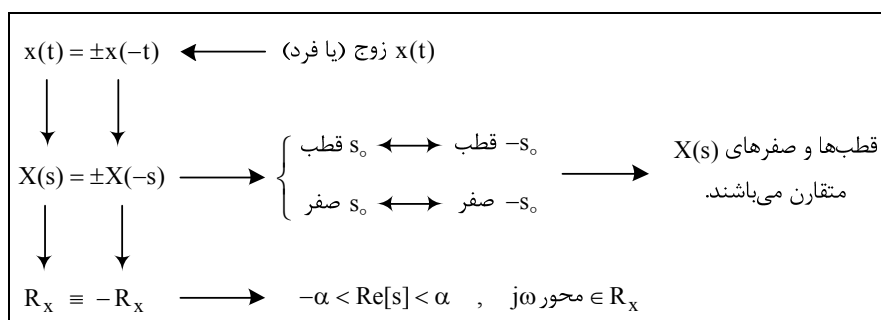 x(t) = ±x(−t) ← x(t) زوج (یا فرد)
قطب s₀ ↔ قطب −s₀
X(s) = ±X(−s) →
صفر s₀ ↔ صفر −s₀
→ قطب‌ها و صفرهای X(s)
متقارن می‌باشند.
Rₓ ≡ −Rₓ → −α < Re[s] < α , محور jω ∈ Rₓ